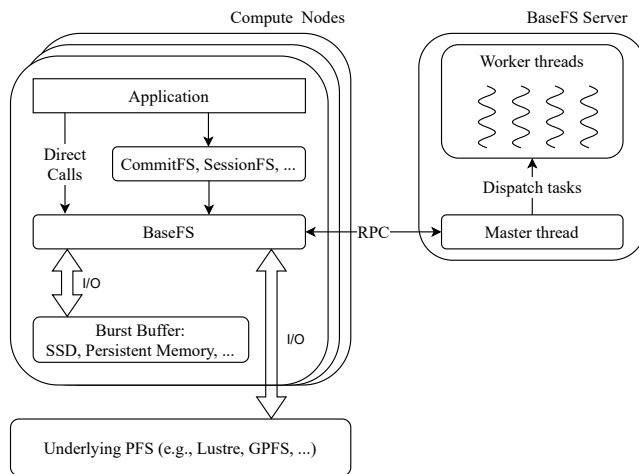 Compute Nodes
BaseFS Server
Application
Direct
Calls
CommitFS, SessionFS, ...
BaseFS
I/O
Burst Buffer:
SSD, Persistent Memory, ...
I/O
Underlying PFS (e.g., Lustre, GPFS, ...)
RPC
Worker threads
Dispatch tasks
Master thread